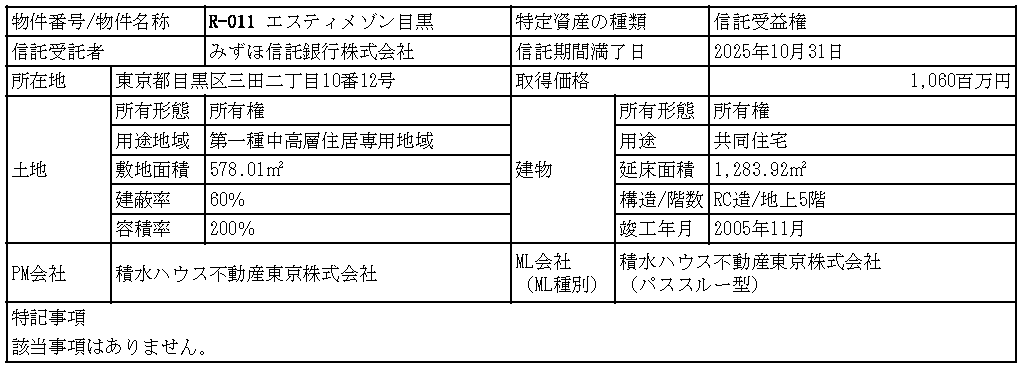 物件番号/物件名称 R-011 エスティメゾン目黒 特定資産の種類 信託受益権
信託受託者 みずほ信託銀行株式会社 信託期間満了日 2025年10月31日
所在地 東京都目黒区三田二丁目10番12号 取得価格 1,060百万円
土地 所有形態 所有権 建物 所有形態 所有権
用途地域 第一種中高層住居専用地域 用途 共同住宅
敷地面積 578.01㎡ 延床面積 1,283.92㎡
建蔽率 60% 構造/階数 RC造/地上5階
容積率 200% 竣工年月 2005年11月
PM会社 積水ハウス不動産東京株式会社 ML会社 積水ハウス不動産東京株式会社
（ML種別） （パススルー型）
特記事項
該当事項はありません。